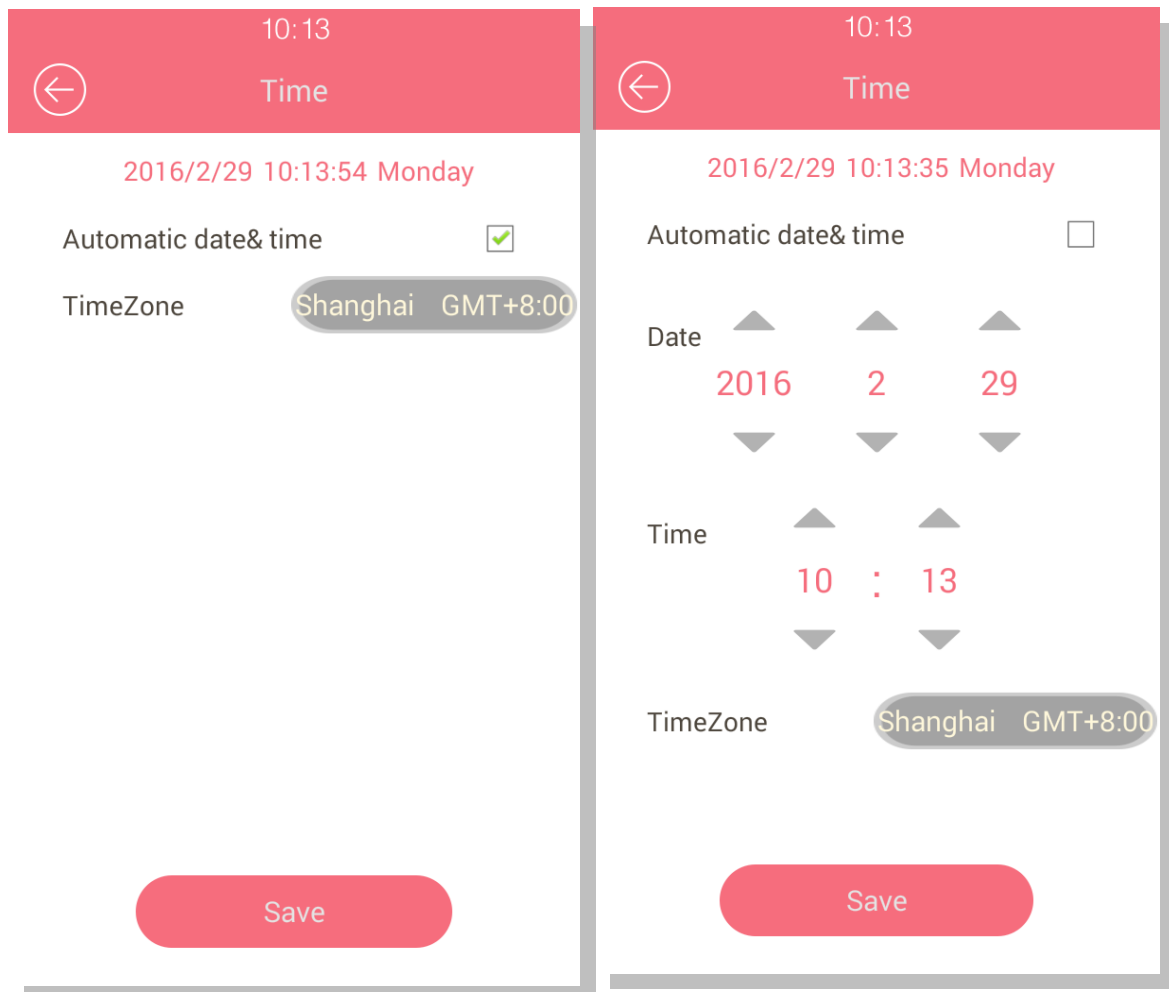 10:13
Time
2016/2/29 10:13:54 Monday
Automatic date& time
TimeZone Shanghai GMT+8:00
Save
10:13
Time
2016/2/29 10:13:35 Monday
Automatic date& time
Date
2016 2 29
Time
10 : 13
TimeZone Shanghai GMT+8:00
Save